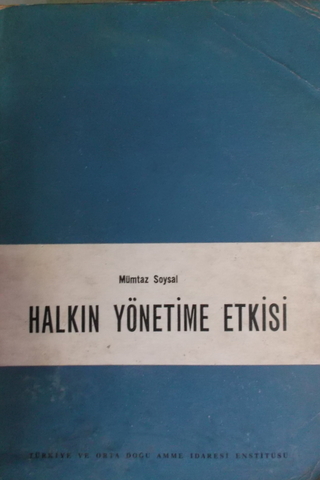 Mümtaz Soysal
HALKIN YÖNETİME ETKİSİ
TÜRKİYE VE ORTA DOĞU AMME İDARESİ ENSTİTÜSÜ